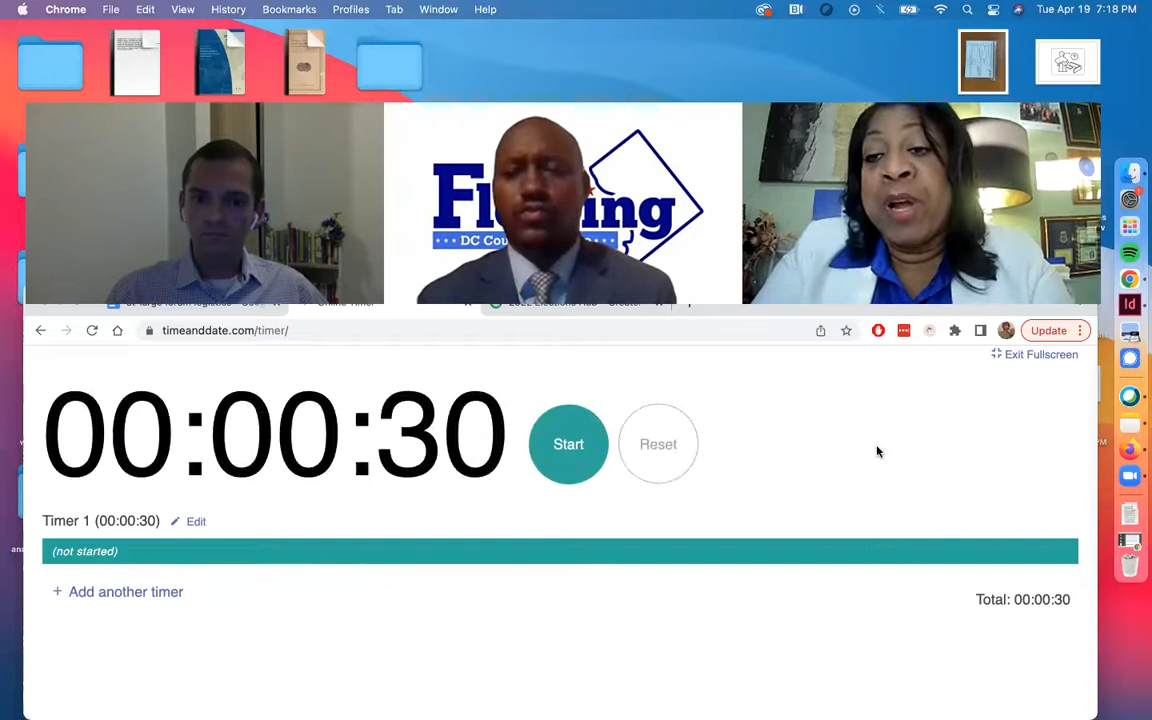 Chrome File Edit View History Bookmarks Profiles Tab Window Help Tue Apr 19 7:18 PM
DC
timeanddate.com/timer/ Update
Exit Fullscreen
00:00:30 Start Reset
Timer 1 (00:00:30) Edit
(not started)
+ Add another timer
Total: 00:00:30